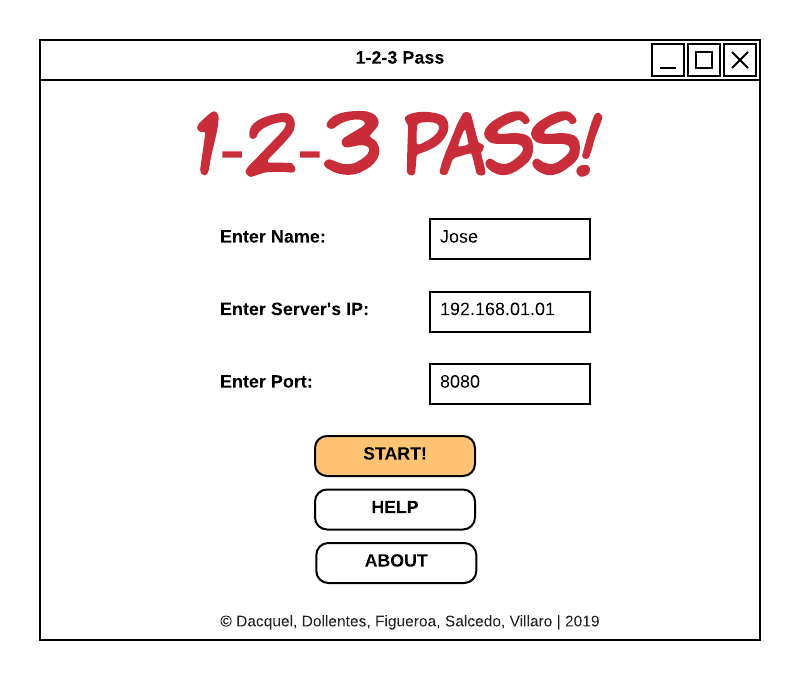 1-2-3 Pass
1-2-3 PASS!
Enter Name: Jose
Enter Server's IP: 192.168.01.01
Enter Port: 8080
START!
HELP
ABOUT
© Dacquel, Dollentes, Figueroa, Salcedo, Villaro | 2019